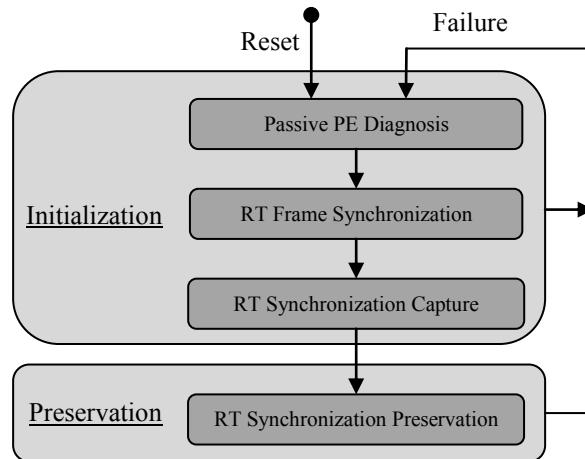 Reset
Failure
Passive PE Diagnosis
Initialization
RT Frame Synchronization
RT Synchronization Capture
Preservation
RT Synchronization Preservation